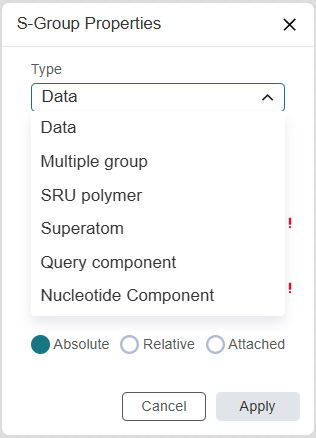 S-Group Properties
Type
Data
Data
Multiple group
SRU polymer
Superatom
!
Query component
!
Nucleotide Component
Absolute Relative Attached
Cancel Apply